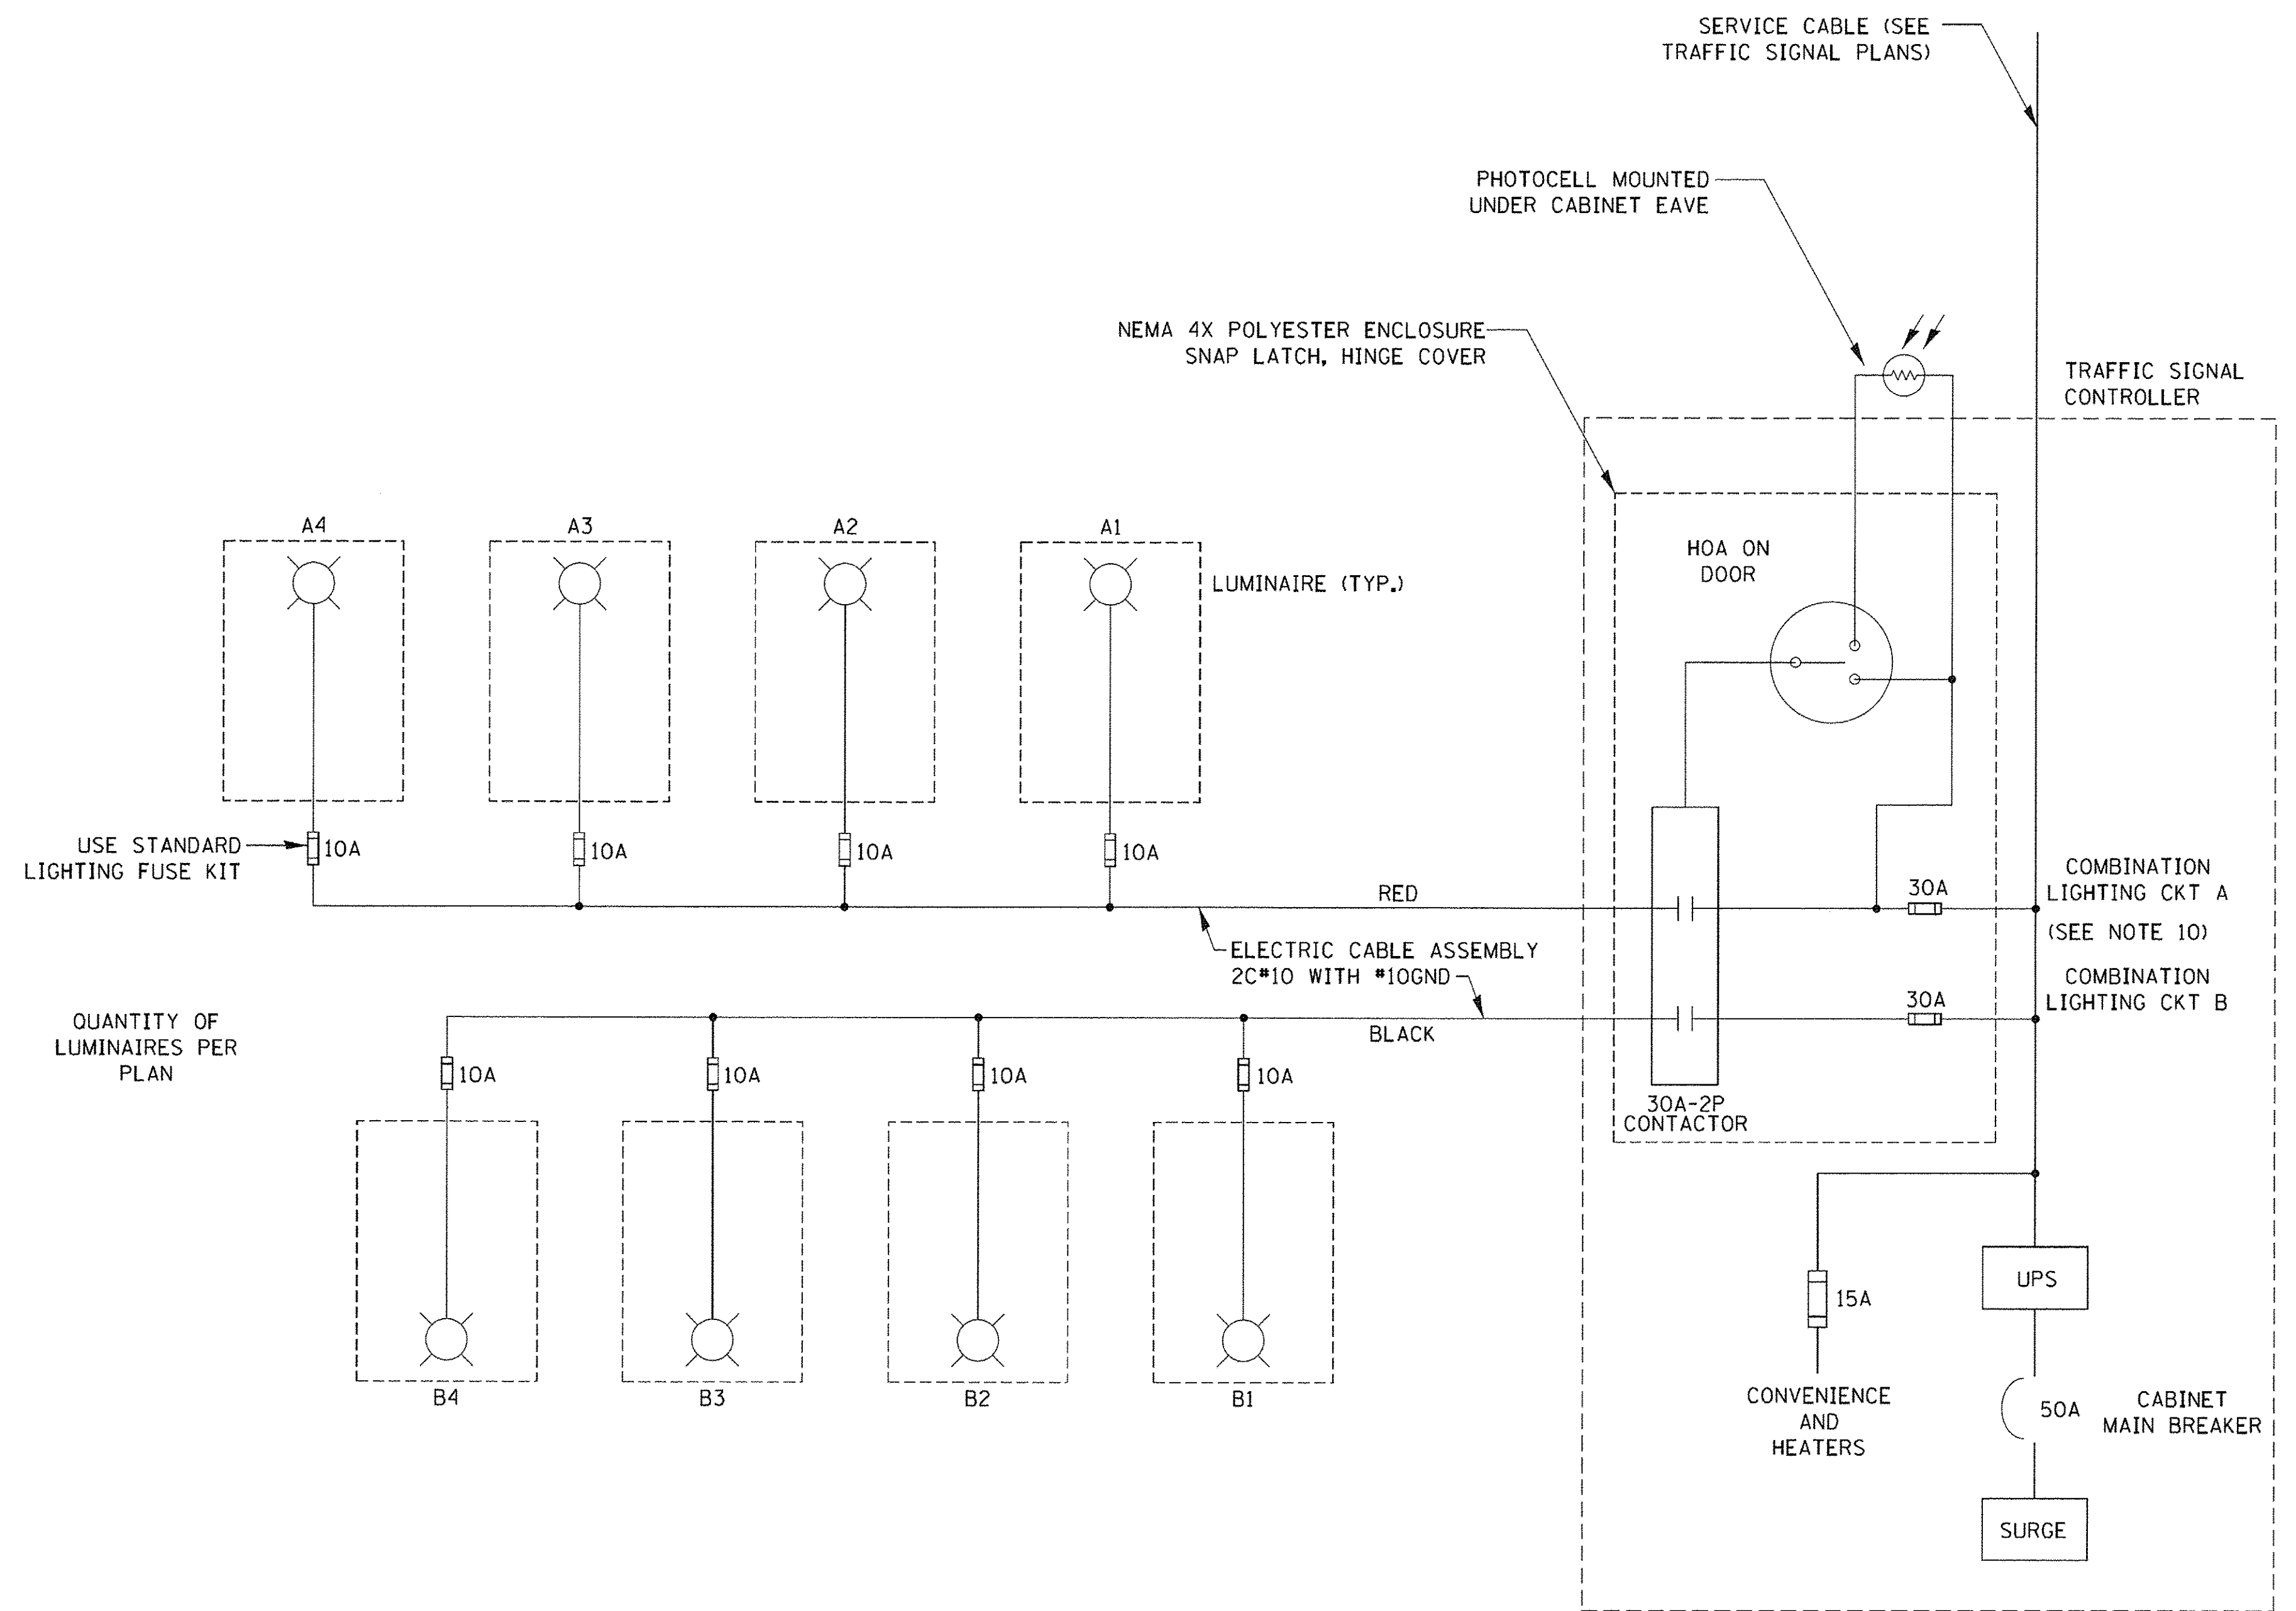 SERVICE CABLE (SEE
TRAFFIC SIGNAL PLANS)
PHOTOCELL MOUNTED
UNDER CABINET EAVE
NEMA 4X POLYESTER ENCLOSURE
SNAP LATCH, HINGE COVER
TRAFFIC SIGNAL
CONTROLLER
HOA ON
DOOR
A4
A3
A2
A1
LUMINAIRE (TYP.)
USE STANDARD
LIGHTING FUSE KIT
10A
10A
10A
10A
RED
30A
COMBINATION
LIGHTING CKT A
(SEE NOTE 10)
ELECTRIC CABLE ASSEMBLY
2C#10 WITH #10GND
BLACK
30A
COMBINATION
LIGHTING CKT B
QUANTITY OF
LUMINAIRES PER
PLAN
10A
10A
10A
10A
30A-2P
CONTACTOR
B4
B3
B2
B1
15A
CONVENIENCE
AND
HEATERS
UPS
50A
CABINET
MAIN BREAKER
SURGE